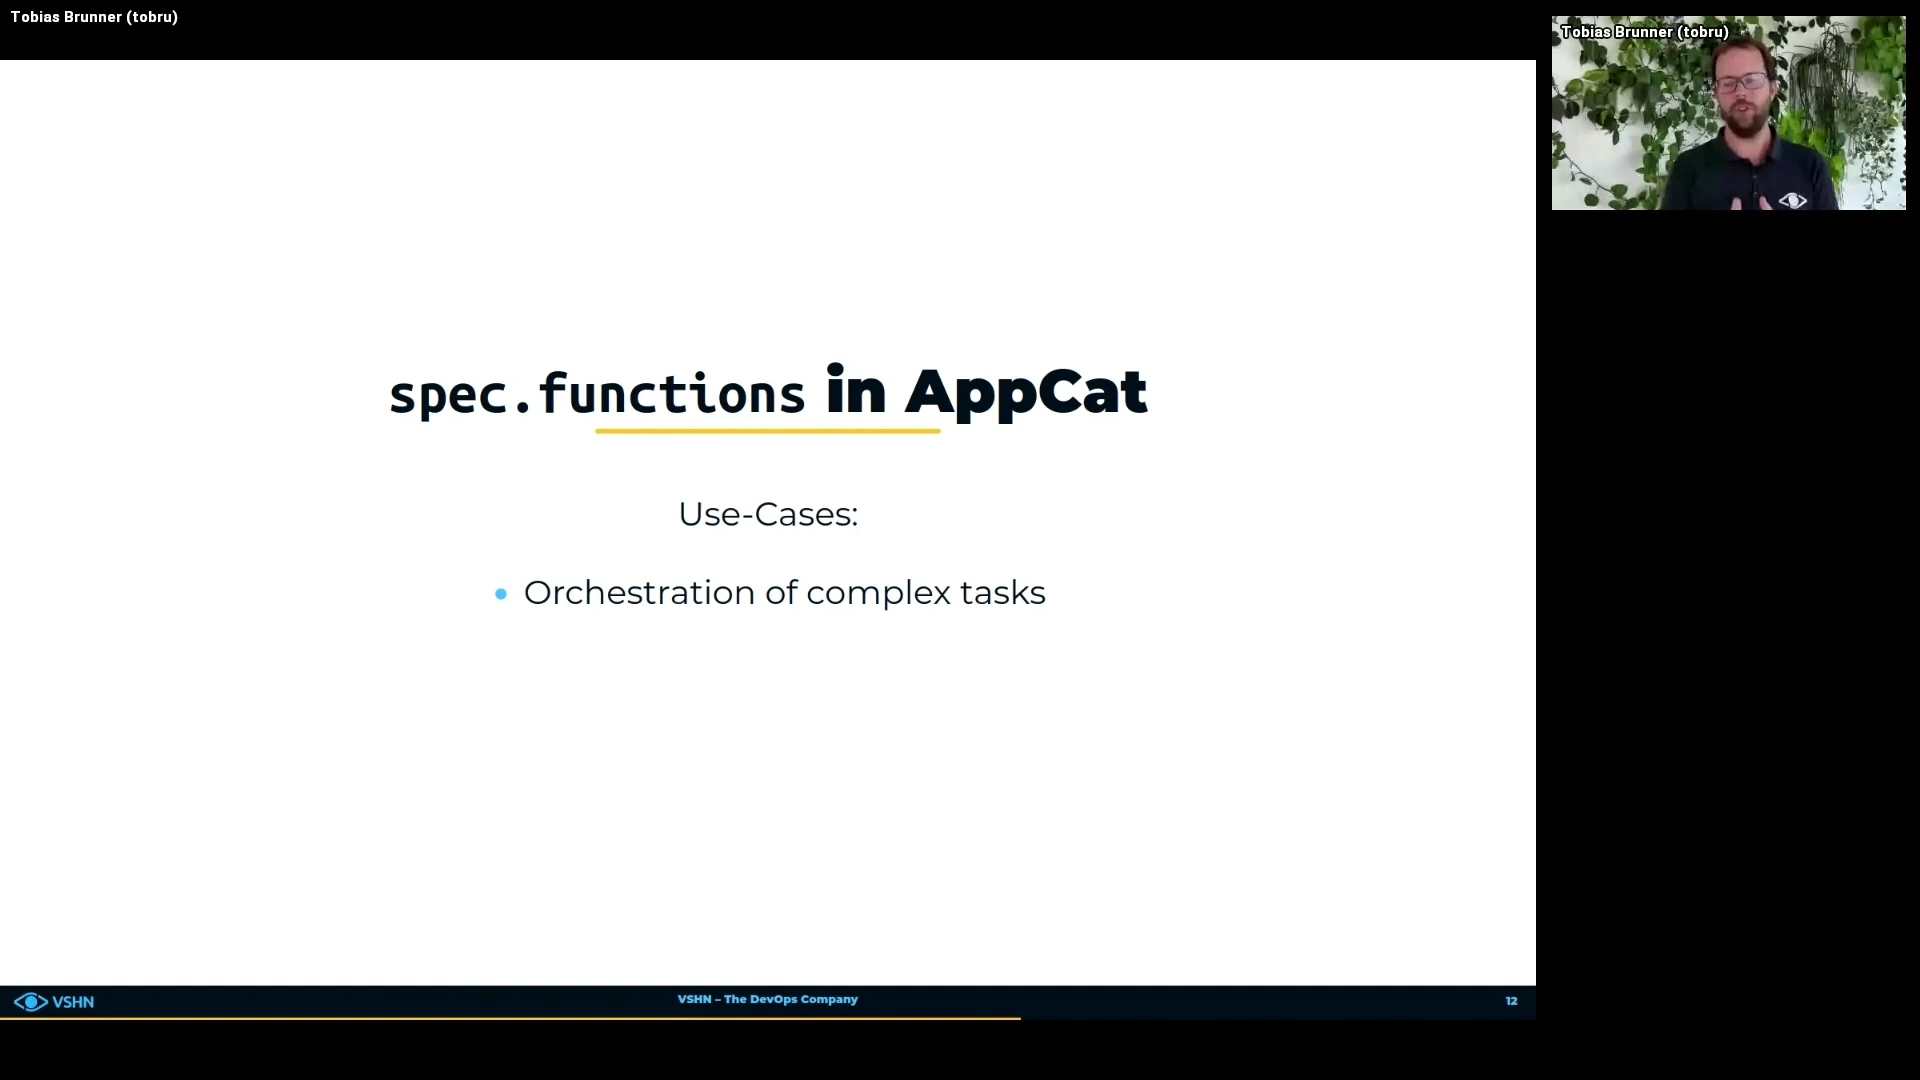 Tobias Brunner (tobru)
Tobias Brunner (tobru)
spec.functions in AppCat
Use-Cases:
• Orchestration of complex tasks
VSHN
VSHN – The DevOps Company
12